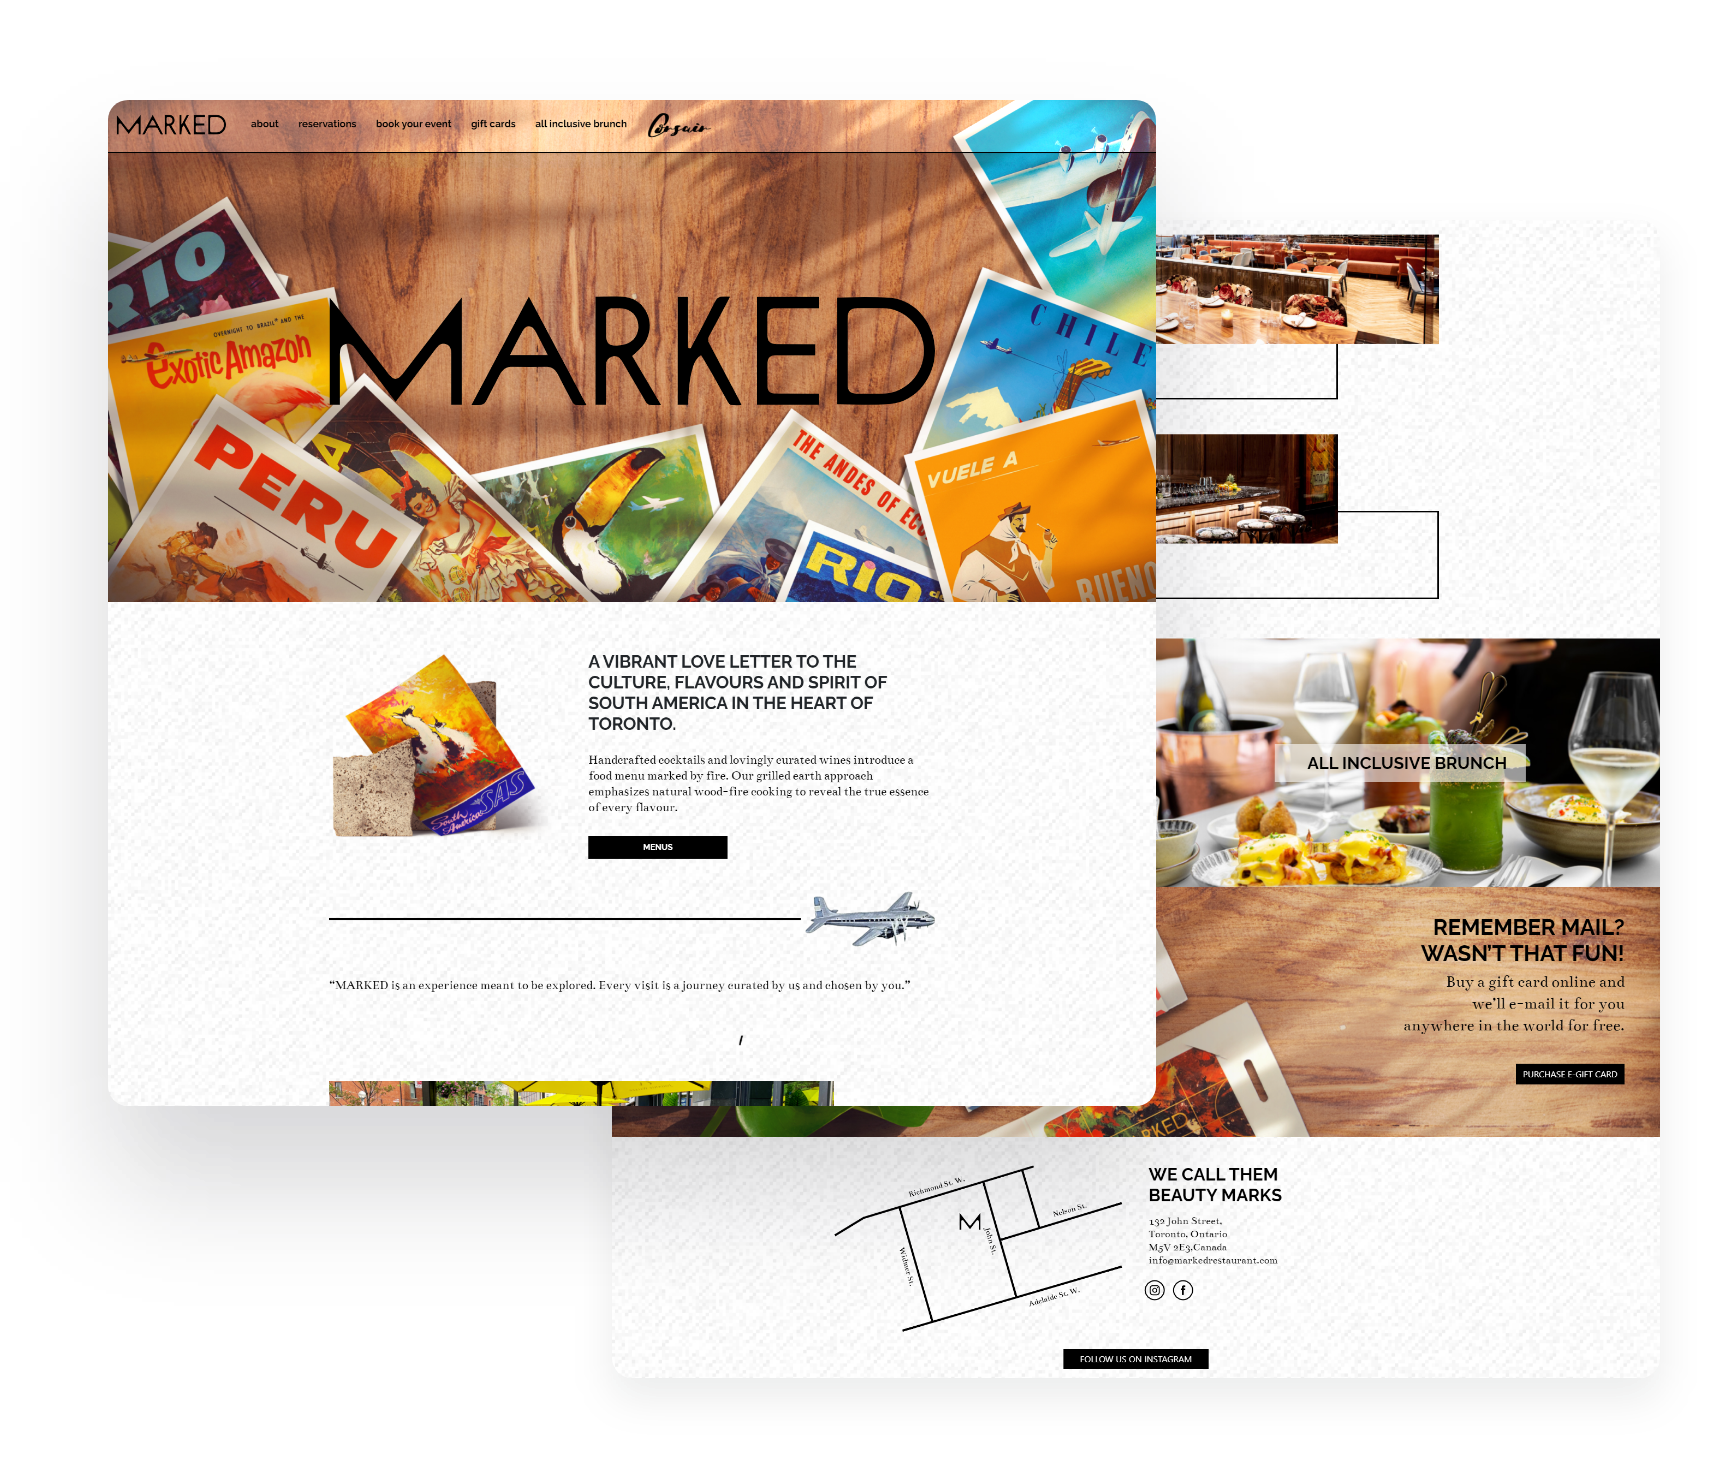 MARKED
about reservations book your event gift cards all inclusive brunch Corsair
RIO
OVERNIGHT TO BRAZIL* AND THE
Exotic Amazon
MARKED
CHILE
PERU
A
THE ANDES OF ECU
VUELE A
RIO de
BUENO
A VIBRANT LOVE LETTER TO THE
CULTURE, FLAVOURS AND SPIRIT OF
SOUTH AMERICA IN THE HEART OF
TORONTO.
Handcrafted cocktails and lovingly curated wines introduce a
food menu marked by fire. Our grilled earth approach
emphasizes natural wood-fire cooking to reveal the true essence
of every flavour.
MENUS
South
America
SAS
“MARKED is an experience meant to be explored. Every visit is a journey curated by us and chosen by you.”
/
ALL INCLUSIVE BRUNCH
REMEMBER MAIL?
WASN'T THAT FUN!
Buy a gift card online and
we'll e-mail it for you
anywhere in the world for free.
PURCHASE E-GIFT CARD
RKED
Richmond St. W.
Nelson St.
M
John St.
Widmer St.
Adelaide St. W.
WE CALL THEM
BEAUTY MARKS
132 John Street,
Toronto, Ontario
M5V 2E3,Canada
info@markedrestaurant.com
FOLLOW US ON INSTAGRAM